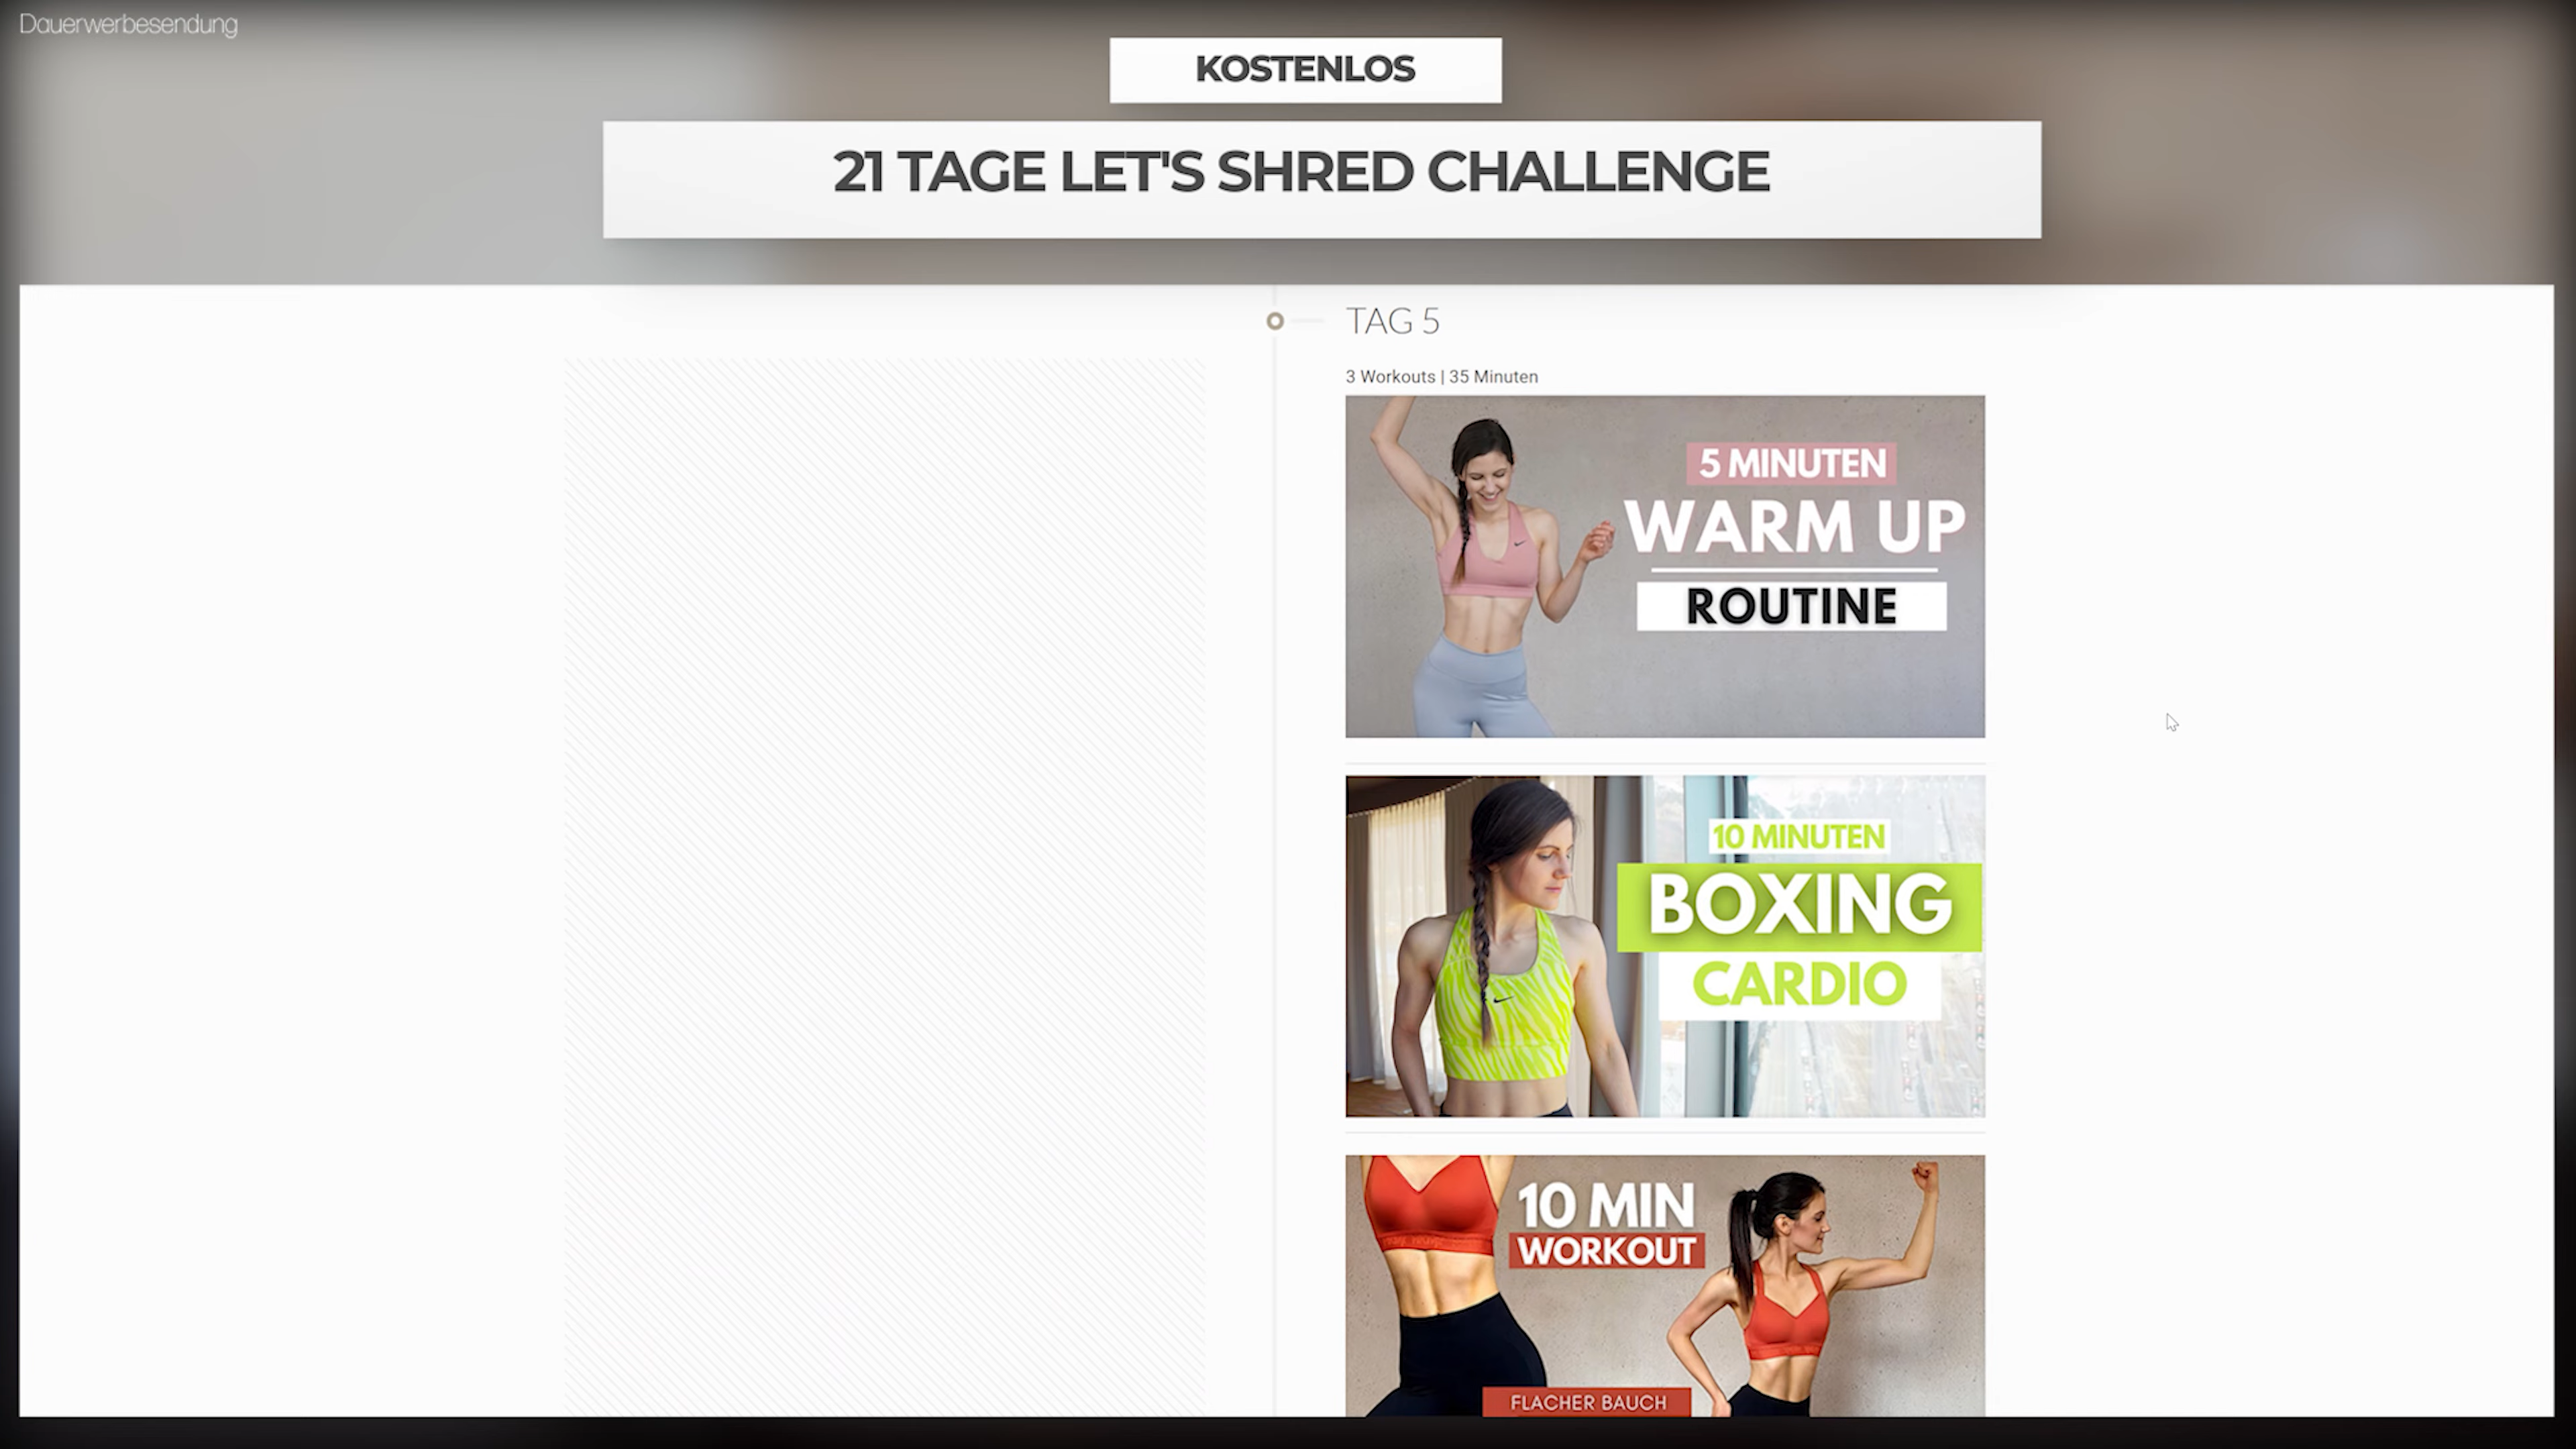 Dauerwerbesendung
KOSTENLOS
21 TAGE LET'S SHRED CHALLENGE
TAG 5
3 Workouts | 35 Minuten
5 MINUTEN
WARM UP
ROUTINE
10 MINUTEN
BOXING
CARDIO
10 MIN
WORKOUT
FLACHER BAUCH